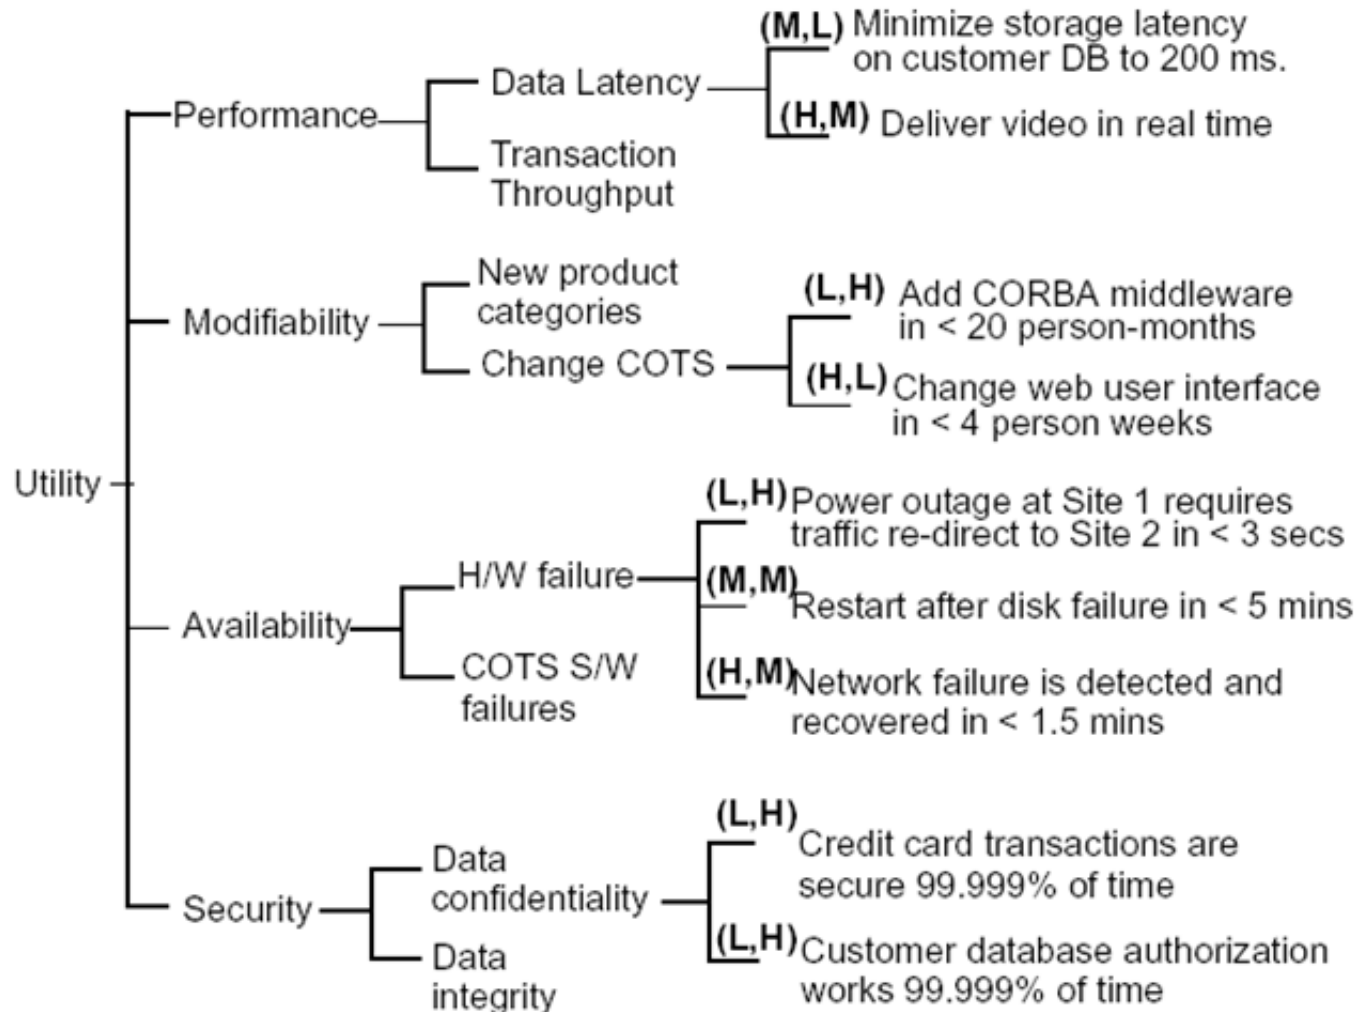 Utility
Performance
Data Latency
(M,L) Minimize storage latency
on customer DB to 200 ms.
(H,M) Deliver video in real time
Transaction
Throughput
Modifiability
New product
categories
Change COTS
(L,H) Add CORBA middleware
in < 20 person-months
(H,L) Change web user interface
in < 4 person weeks
Availability
H/W failure
(L,H) Power outage at Site 1 requires
traffic re-direct to Site 2 in < 3 secs
(M,M) Restart after disk failure in < 5 mins
(H,M) Network failure is detected and
recovered in < 1.5 mins
COTS S/W
failures
Security
Data
confidentiality
(L,H) Credit card transactions are
secure 99.999% of time
(L,H) Customer database authorization
works 99.999% of time
Data
integrity